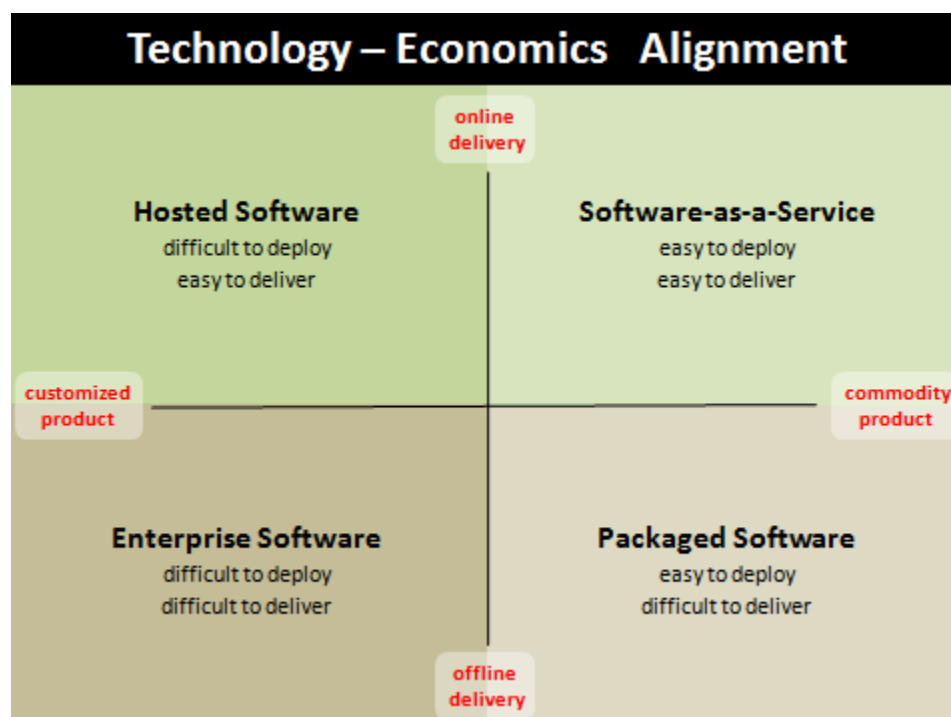 Technology – Economics Alignment
online
delivery
Hosted Software
difficult to deploy
easy to deliver
Software-as-a-Service
easy to deploy
easy to deliver
customized
product
commodity
product
Enterprise Software
difficult to deploy
difficult to deliver
Packaged Software
easy to deploy
difficult to deliver
offline
delivery